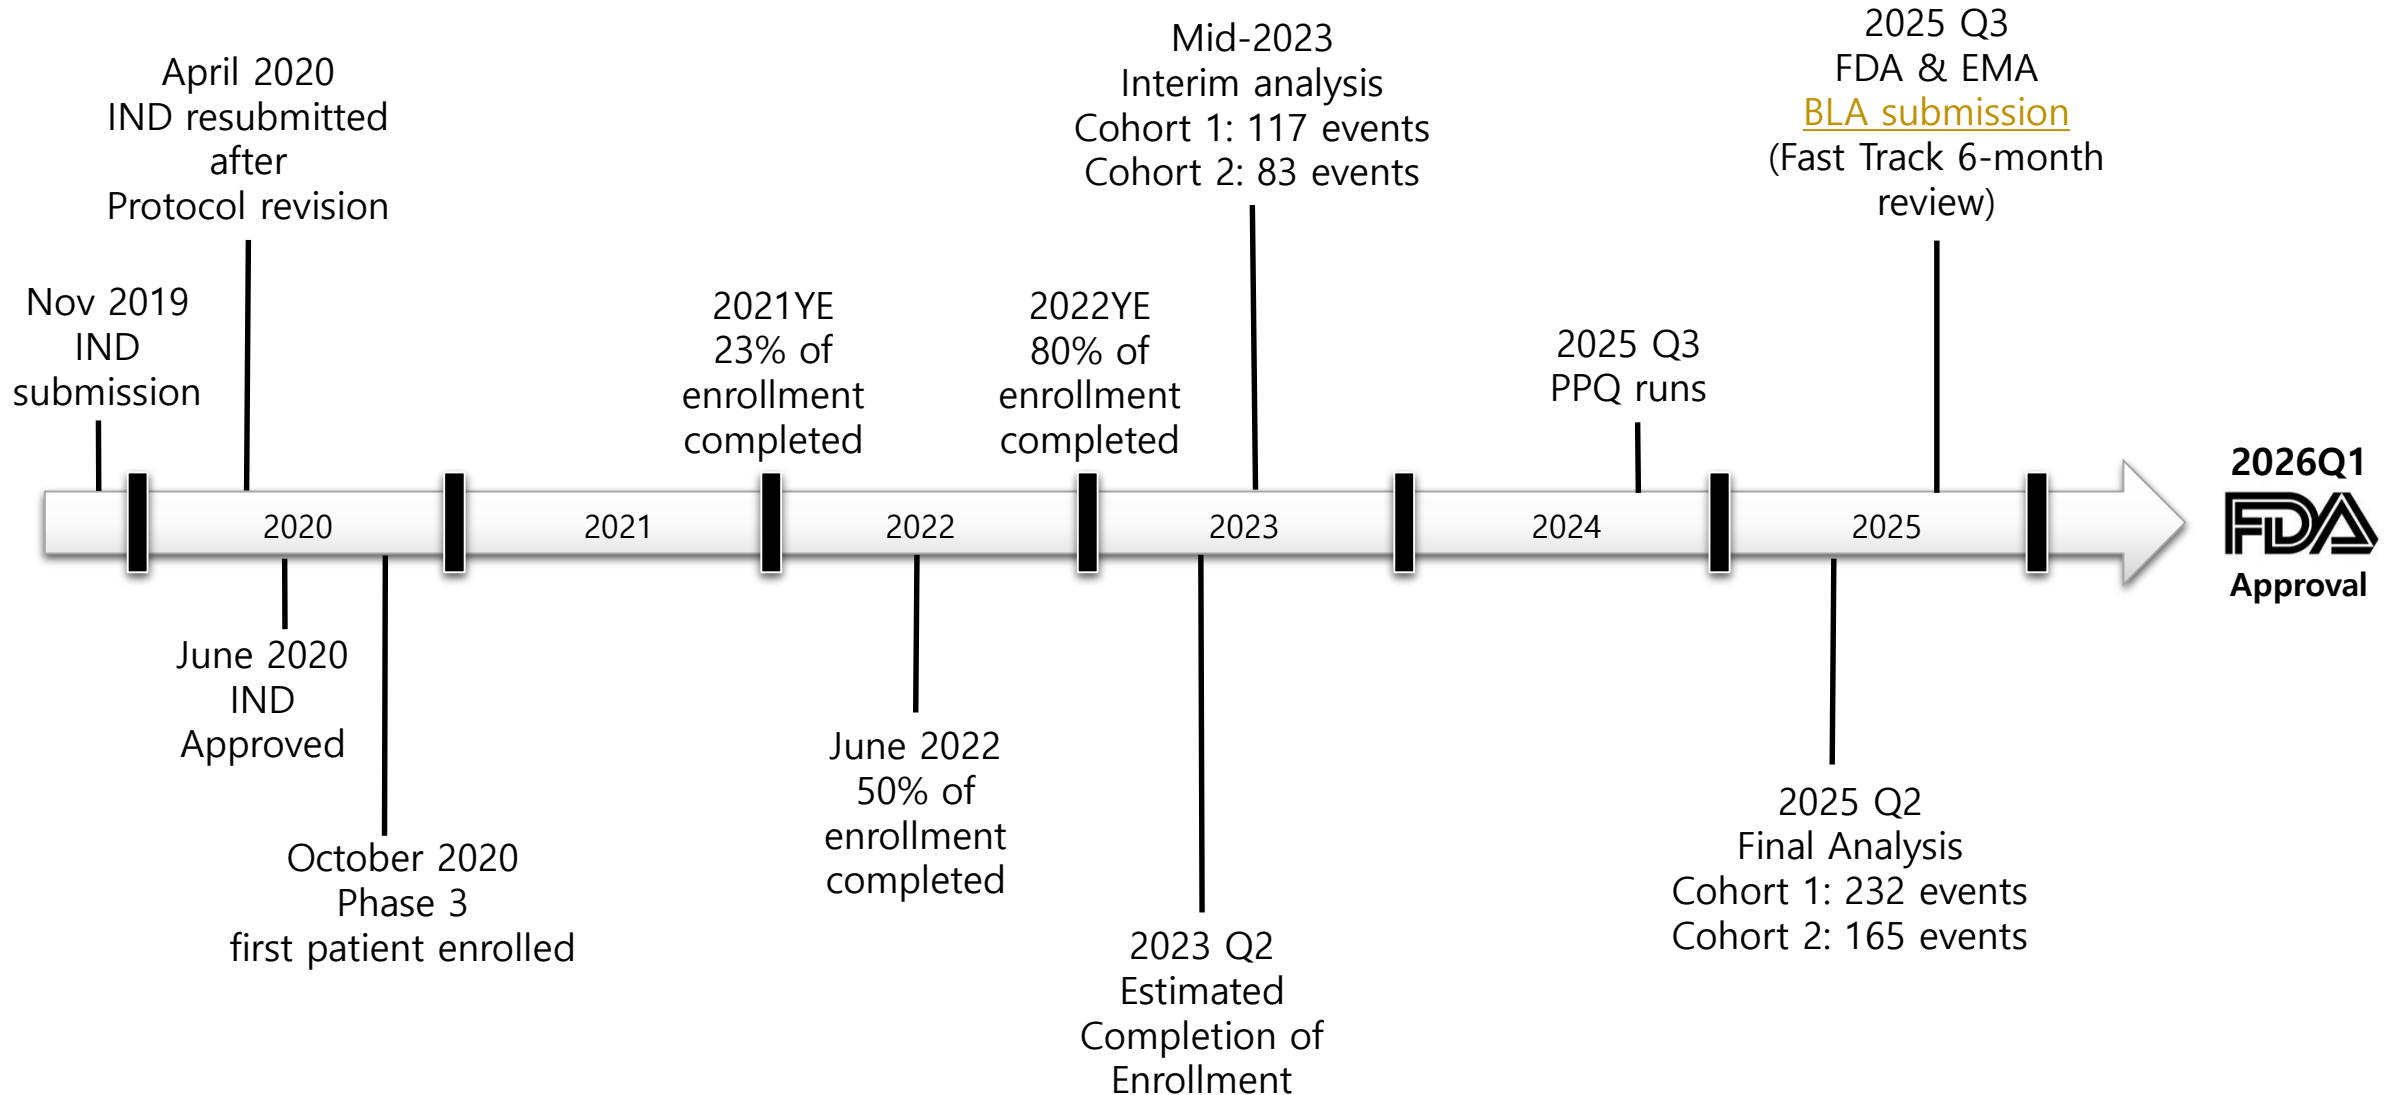 April 2020
IND resubmitted
after
Protocol revision
Nov 2019
IND
submission
2021YE
23% of
enrollment
completed
2022YE
80% of
enrollment
completed
Mid-2023
Interim analysis
Cohort 1: 117 events
Cohort 2: 83 events
2025 Q3
PPQ runs
2025 Q3
FDA & EMA
BLA submission
(Fast Track 6-month
review)
2020
2021
2022
2023
2024
2025
2026Q1
FDA
Approval
June 2020
IND
Approved
October 2020
Phase 3
first patient enrolled
June 2022
50% of
enrollment
completed
2023 Q2
Estimated
Completion of
Enrollment
2025 Q2
Final Analysis
Cohort 1: 232 events
Cohort 2: 165 events